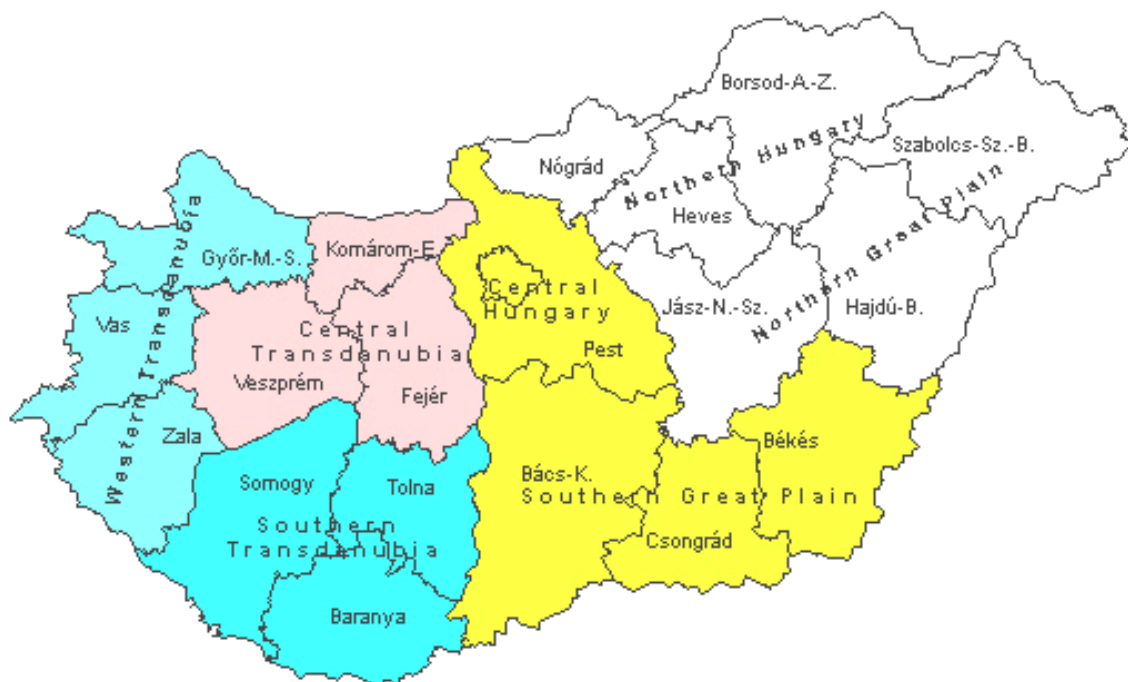 Borsod-A.-Z.
Szabolcs-Sz.-B.
Nógrád
Northern Hungary
Heves
Northern Great Plain
Győr-M.-S.
Komárom-E.
Western Transdanubia
Vas
Central
Transdanubia
Central
Hungary
Jász-N.-Sz.
Hajdú-B.
Pest
Veszprém
Fejér
Zala
Békés
Somogy
Tolna
Bács-K.
Southern Great Plain
Southern
Transdanubia
Csongrád
Baranya